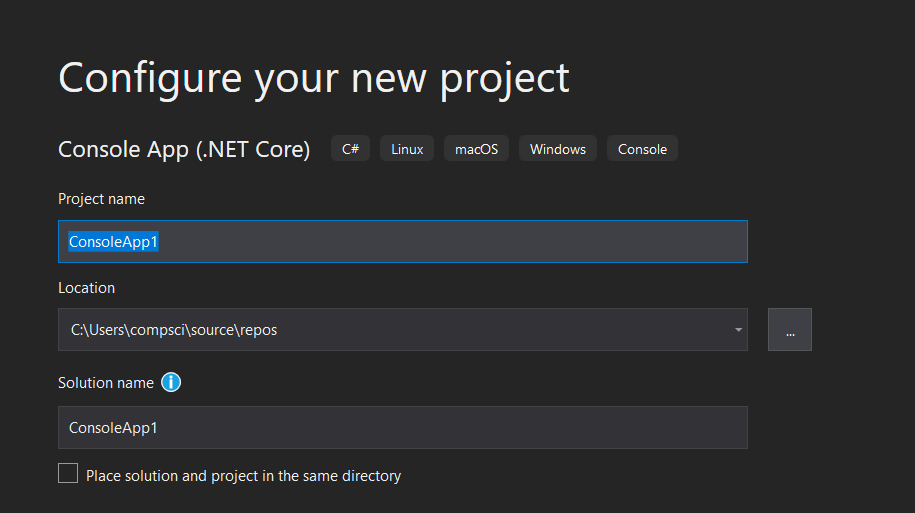 Configure your new project
Console App (.NET Core) C# Linux macOS Windows Console
Project name
ConsoleApp1
Location
C:\Users\compsci\source\repos
...
Solution name i
ConsoleApp1
Place solution and project in the same directory